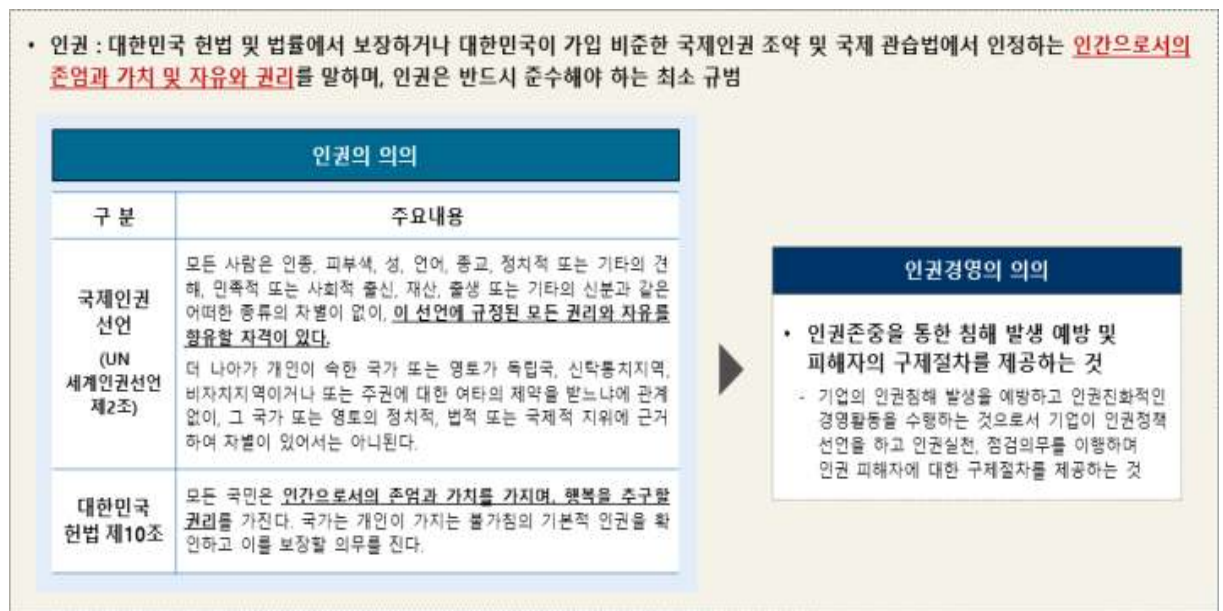 • 인권 : 대한민국 헌법 및 법률에서 보장하거나 대한민국이 가입 비준한 국제인권 조약 및 국제 관습법에서 인정하는 인간으로서의
존엄과 가치 및 자유와 권리를 말하며, 인권은 반드시 준수해야 하는 최소 규범
인권의 의의
구 분
주요내용
국제인권
선언
(UN
세계인권선언
제2조)
모든 사람은 인종, 피부색, 성, 언어, 종교, 정치적 또는 기타의 견
해, 민족적 또는 사회적 출신, 재산, 출생 또는 기타의 신분과 같은
어떠한 종류의 차별이 없이, 이 선언에 규정된 모든 권리와 자유를
향유할 자격이 있다.
더 나아가 개인이 속한 국가 또는 영토가 독립국, 신탁통치지역,
비자치지역이거나 또는 주권에 대한 여타의 제약을 받느냐에 관계
없이, 그 국가 또는 영토의 정치적, 법적 또는 국제적 지위에 근거
하여 차별이 있어서는 아니된다.
대한민국
헌법 제10조
모든 국민은 인간으로서의 존엄과 가치를 가지며, 행복을 추구할
권리를 가진다. 국가는 개인이 가지는 불가침의 기본적 인권을 확
인하고 이를 보장할 의무를 진다.
인권경영의 의의
• 인권존중을 통한 침해 발생 예방 및
피해자의 구제절차를 제공하는 것
- 기업의 인권침해 발생을 예방하고 인권친화적인
경영활동을 수행하는 것으로서 기업이 인권정책
선언을 하고 인권실천, 점검의무를 이행하며
인권 피해자에 대한 구제절차를 제공하는 것